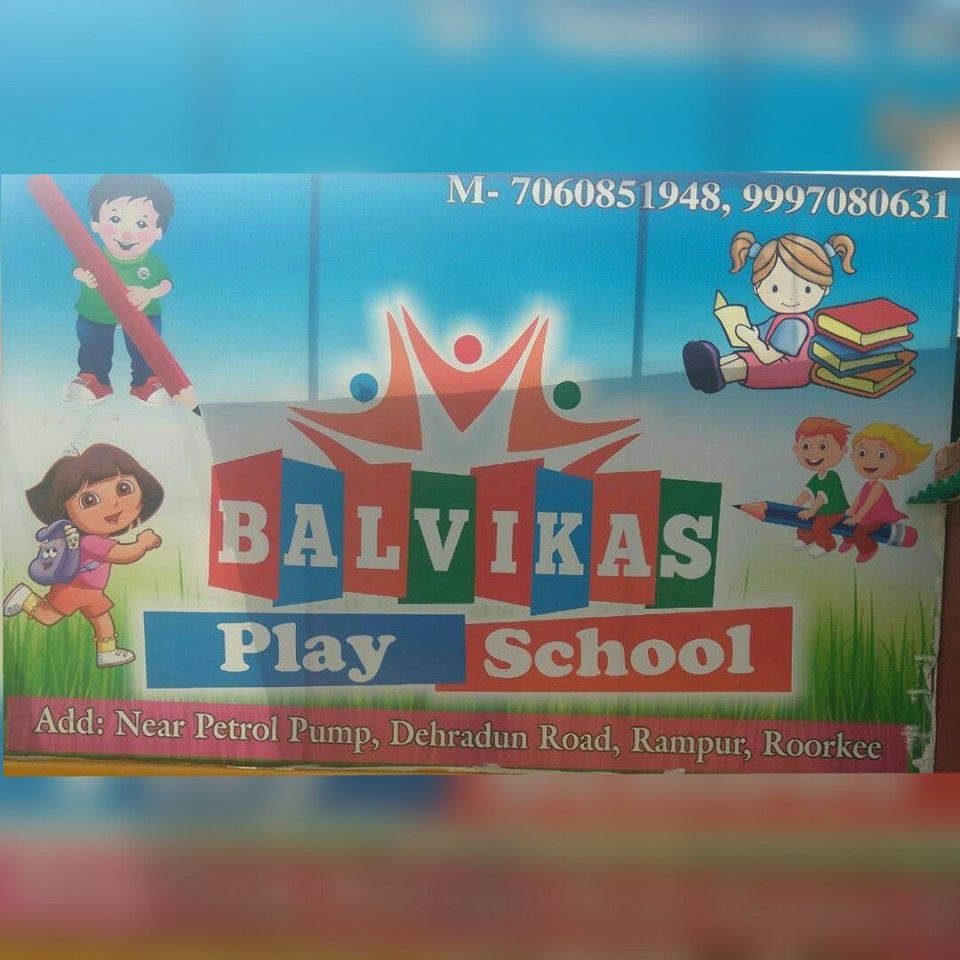 M- 7060851948, 9997080631
BALVIKAS
Play School
Add: Near Petrol Pump, Dehradun Road, Rampur, Roorkee